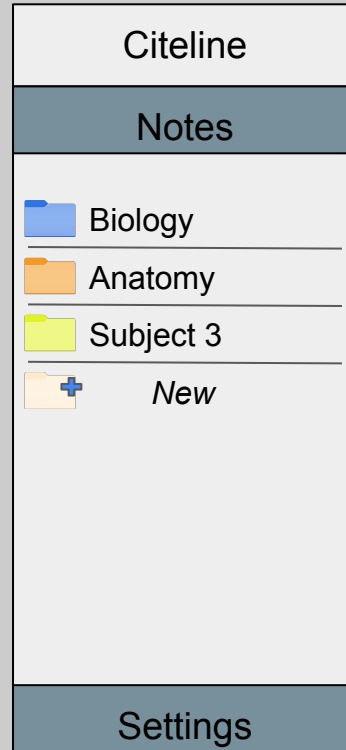 Citeline
Notes
Biology
Anatomy
Subject 3
New
Settings